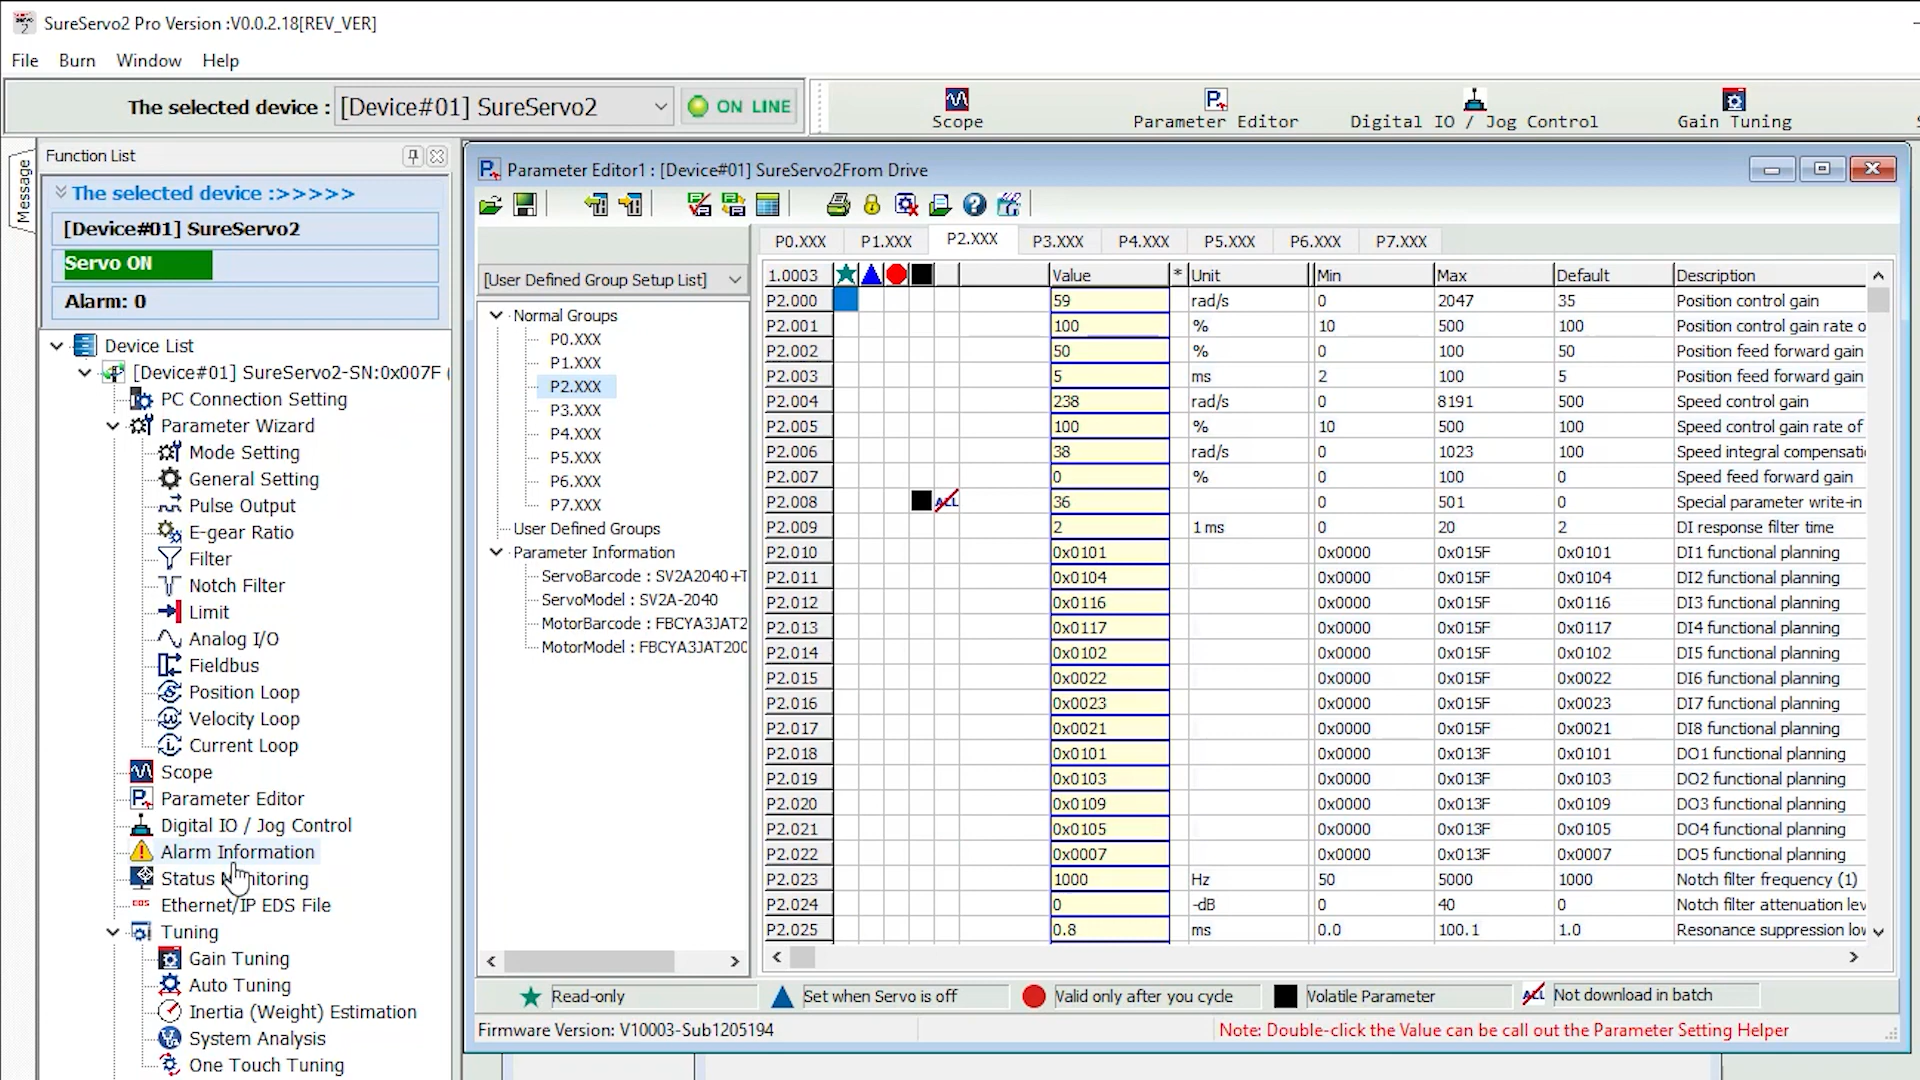 SureServo2 Pro Version :V0.0.2.18[REV_VER]
File Burn Window Help
The selected device : [Device#01] SureServo2 ON LINE
Scope Parameter Editor Digital IO / Jog Control Gain Tuning
Message
Function List
The selected device :>>>>>
[Device#01] SureServo2
Servo ON
Alarm: 0
Device List
[Device#01] SureServo2-SN:0x007F (
PC Connection Setting
Parameter Wizard
Mode Setting
General Setting
Pulse Output
E-gear Ratio
Filter
Notch Filter
Limit
Analog I/O
Fieldbus
Position Loop
Velocity Loop
Current Loop
Scope
Parameter Editor
Digital IO / Jog Control
Alarm Information
Status Monitoring
Ethernet/IP EDS File
Tuning
Gain Tuning
Auto Tuning
Inertia (Weight) Estimation
System Analysis
One Touch Tuning
Parameter Editor1 : [Device#01] SureServo2From Drive
[User Defined Group Setup List]
Normal Groups
P0.XXX
P1.XXX
P2.XXX
P3.XXX
P4.XXX
P5.XXX
P6.XXX
P7.XXX
User Defined Groups
Parameter Information
ServoBarcode : SV2A2040+T
ServoModel : SV2A-2040
MotorBarcode : FBCYA3JAT2
MotorModel : FBCYA3JAT200
P0.XXX P1.XXX P2.XXX P3.XXX P4.XXX P5.XXX P6.XXX P7.XXX
1.0003 Value * Unit Min Max Default Description
P2.000 59 rad/s 0 2047 35 Position control gain
P2.001 100 % 10 500 100 Position control gain rate o
P2.002 50 % 0 100 50 Position feed forward gain
P2.003 5 ms 2 100 5 Position feed forward gain
P2.004 238 rad/s 0 8191 500 Speed control gain
P2.005 100 % 10 500 100 Speed control gain rate of
P2.006 38 rad/s 0 1023 100 Speed integral compensati
P2.007 0 % 0 100 0 Speed feed forward gain
P2.008 ALL 36 0 501 0 Special parameter write-in
P2.009 2 1 ms 0 20 2 DI response filter time
P2.010 0x0101 0x0000 0x015F 0x0101 DI1 functional planning
P2.011 0x0104 0x0000 0x015F 0x0104 DI2 functional planning
P2.012 0x0116 0x0000 0x015F 0x0116 DI3 functional planning
P2.013 0x0117 0x0000 0x015F 0x0117 DI4 functional planning
P2.014 0x0102 0x0000 0x015F 0x0102 DI5 functional planning
P2.015 0x0022 0x0000 0x015F 0x0022 DI6 functional planning
P2.016 0x0023 0x0000 0x015F 0x0023 DI7 functional planning
P2.017 0x0021 0x0000 0x015F 0x0021 DI8 functional planning
P2.018 0x0101 0x0000 0x013F 0x0101 DO1 functional planning
P2.019 0x0103 0x0000 0x013F 0x0103 DO2 functional planning
P2.020 0x0109 0x0000 0x013F 0x0109 DO3 functional planning
P2.021 0x0105 0x0000 0x013F 0x0105 DO4 functional planning
P2.022 0x0007 0x0000 0x013F 0x0007 DO5 functional planning
P2.023 1000 Hz 50 5000 1000 Notch filter frequency (1)
P2.024 0 -dB 0 40 0 Notch filter attenuation lev
P2.025 0.8 ms 0.0 100.1 1.0 Resonance suppression lov
Read-only Set when Servo is off Valid only after you cycle Volatile Parameter ALL Not download in batch
Firmware Version: V10003-Sub1205194
Note: Double-click the Value can be call out the Parameter Setting Helper